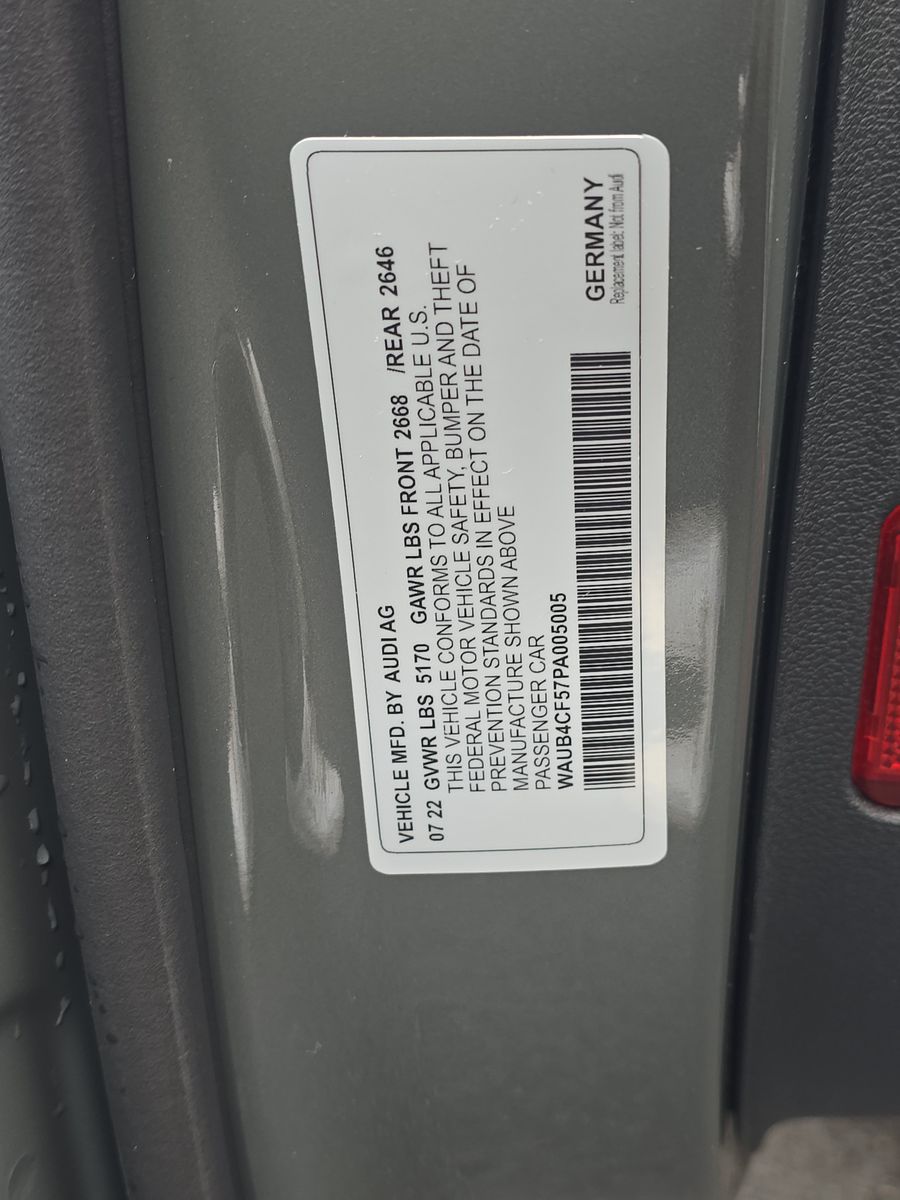 VEHICLE MFD. BY AUDI AG
07 22 GVWR LBS 5170 GAWR LBS FRONT 2668 /REAR 2646
THIS VEHICLE CONFORMS TO ALL APPLICABLE U.S.
FEDERAL MOTOR VEHICLE SAFETY, BUMPER AND THEFT
PREVENTION STANDARDS IN EFFECT ON THE DATE OF
MANUFACTURE SHOWN ABOVE
PASSENGER CAR
WAUB4CF57PA005005
GERMANY
Replacement label: Not from Audi